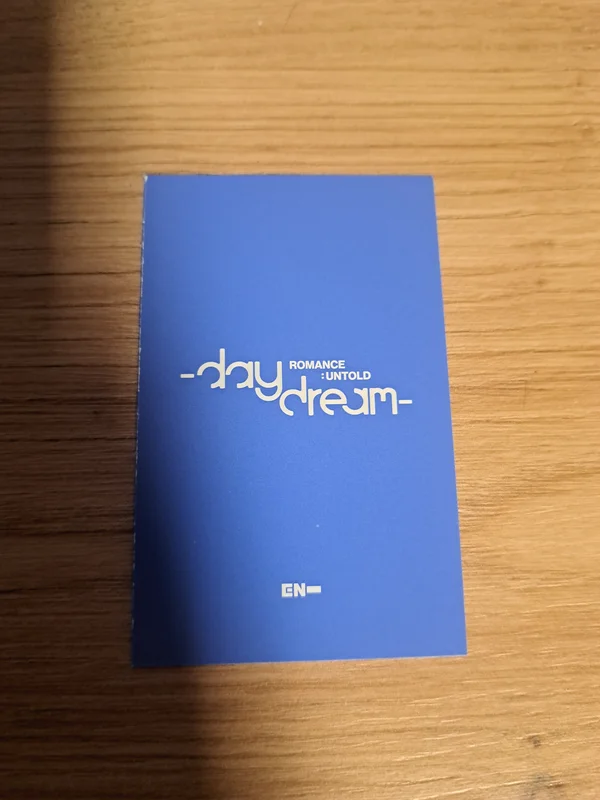 -day
ROMANCE
:UNTOLD
dream-
EN-